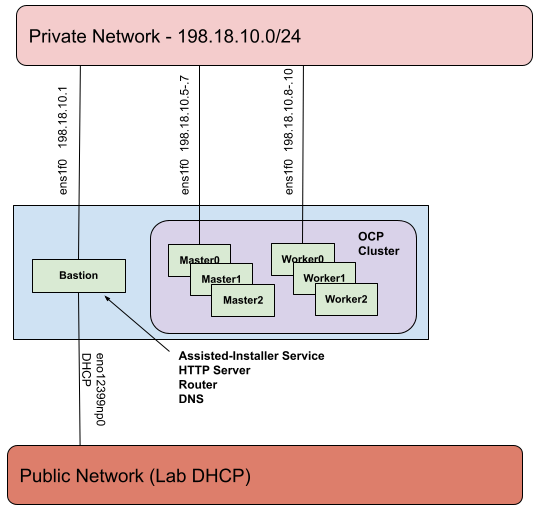 Private Network - 198.18.10.0/24
ens1f0 198.18.10.1
ens1f0 198.18.10.5-.7
ens1f0 198.18.10.8-.10
OCP
Cluster
Bastion
Master0
Master1
Master2
Worker0
Worker1
Worker2
Assisted-Installer Service
HTTP Server
Router
DNS
eno12399np0
DHCP
Public Network (Lab DHCP)